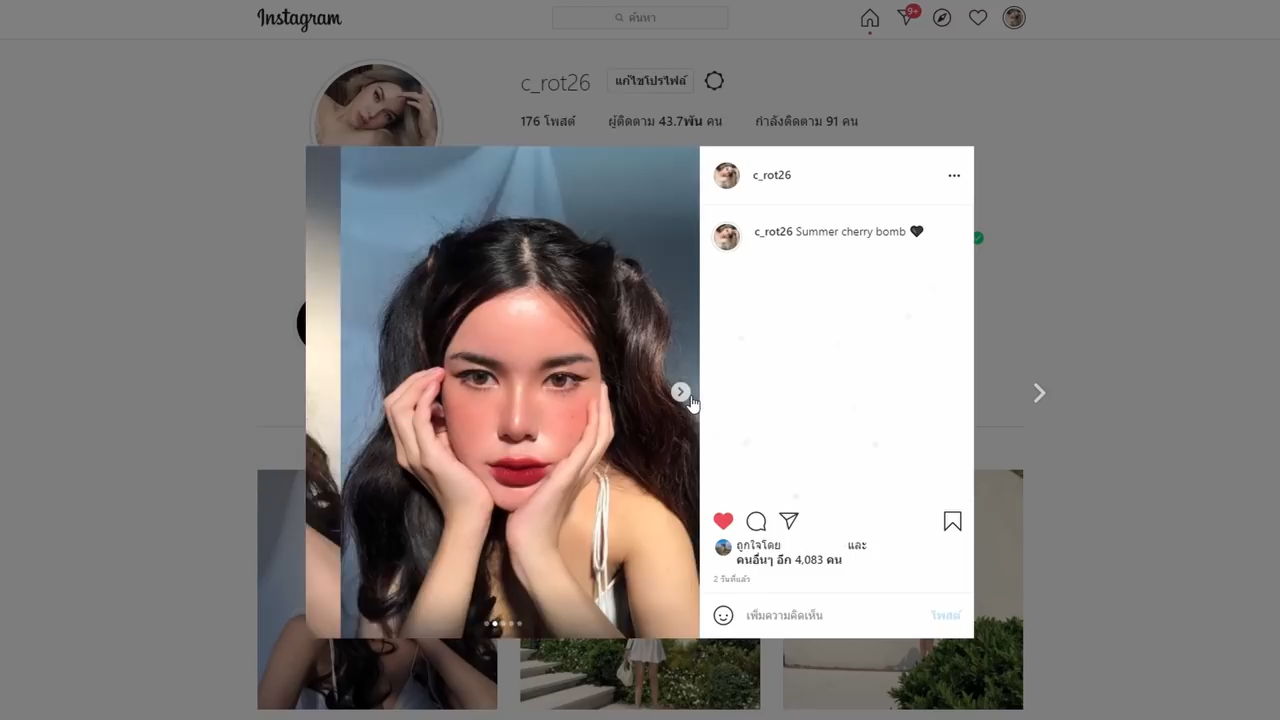 Instagram
ค้นหา
9+
c_rot26
แก้ไขโปรไฟล์
176 โพสต์ ผู้ติดตาม 43.7พัน คน กำลังติดตาม 91 คน
c_rot26
c_rot26 Summer cherry bomb 🖤
ถูกใจโดย และ
คนอื่นๆ อีก 4,083 คน
2 วันที่แล้ว
เพิ่มความคิดเห็น โพสต์